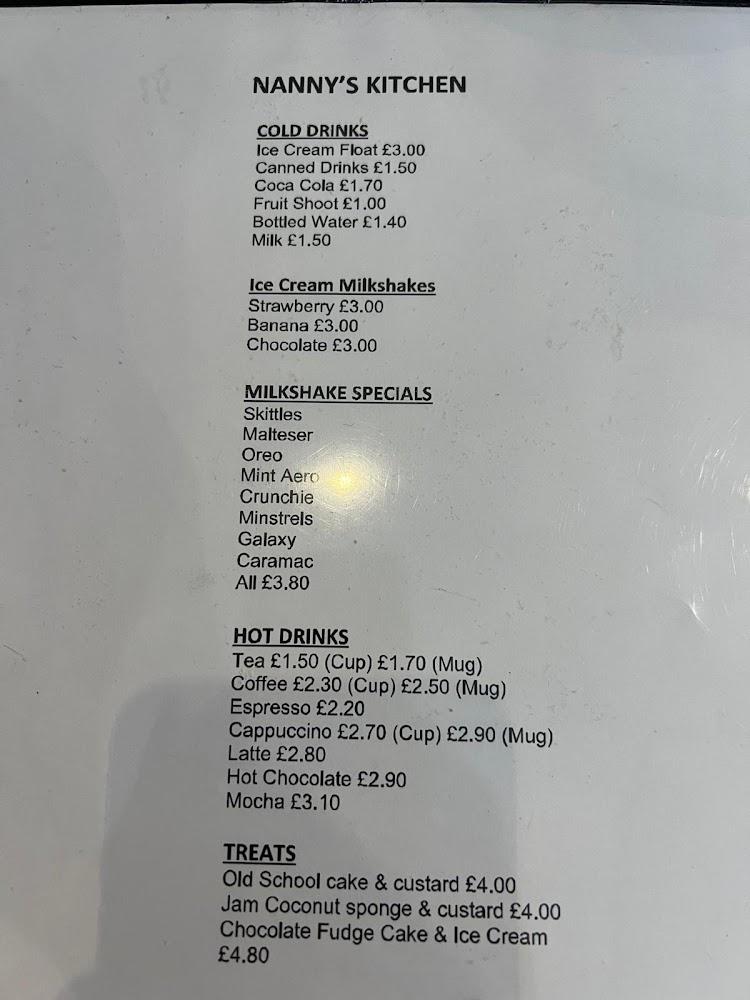 NANNY'S KITCHEN
COLD DRINKS
Ice Cream Float £3.00
Canned Drinks £1.50
Coca Cola £1.70
Fruit Shoot £1.00
Bottled Water £1.40
Milk £1.50
Ice Cream Milkshakes
Strawberry £3.00
Banana £3.00
Chocolate £3.00
MILKSHAKE SPECIALS
Skittles
Malteser
Oreo
Mint Aero
Crunchie
Minstrels
Galaxy
Caramac
All £3.80
HOT DRINKS
Tea £1.50 (Cup) £1.70 (Mug)
Coffee £2.30 (Cup) £2.50 (Mug)
Espresso £2.20
Cappuccino £2.70 (Cup) £2.90 (Mug)
Latte £2.80
Hot Chocolate £2.90
Mocha £3.10
TREATS
Old School cake & custard £4.00
Jam Coconut sponge & custard £4.00
Chocolate Fudge Cake & Ice Cream
£4.80